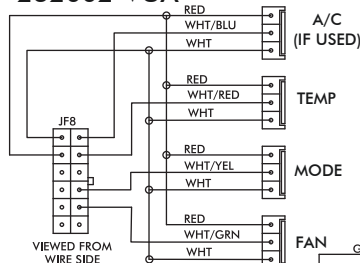 RED
WHT/BLU
WHT
A/C
(IF USED)
RED
WHT/RED
WHT
TEMP
JF8
RED
WHT/YEL
WHT
MODE
RED
WHT/GRN
WHT
FAN
VIEWED FROM
WIRE SIDE
G